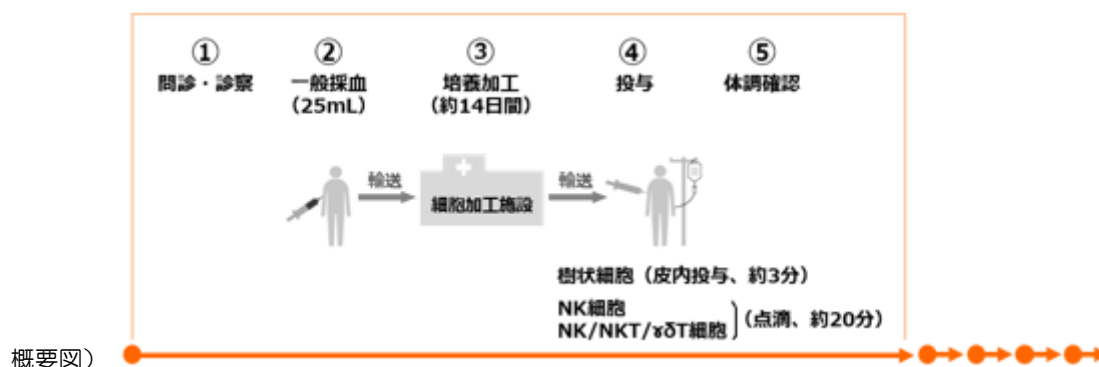 ① ② ③ ④ ⑤
問診・診察 一般採血 培養加工 投与 体調確認
（25mL） （約14日間）
輸送 輸送
細胞加工施設
樹状細胞（皮内投与、約3分）
NK細胞
NK/NKT/γδT細胞 （点滴、約20分）
概要図）